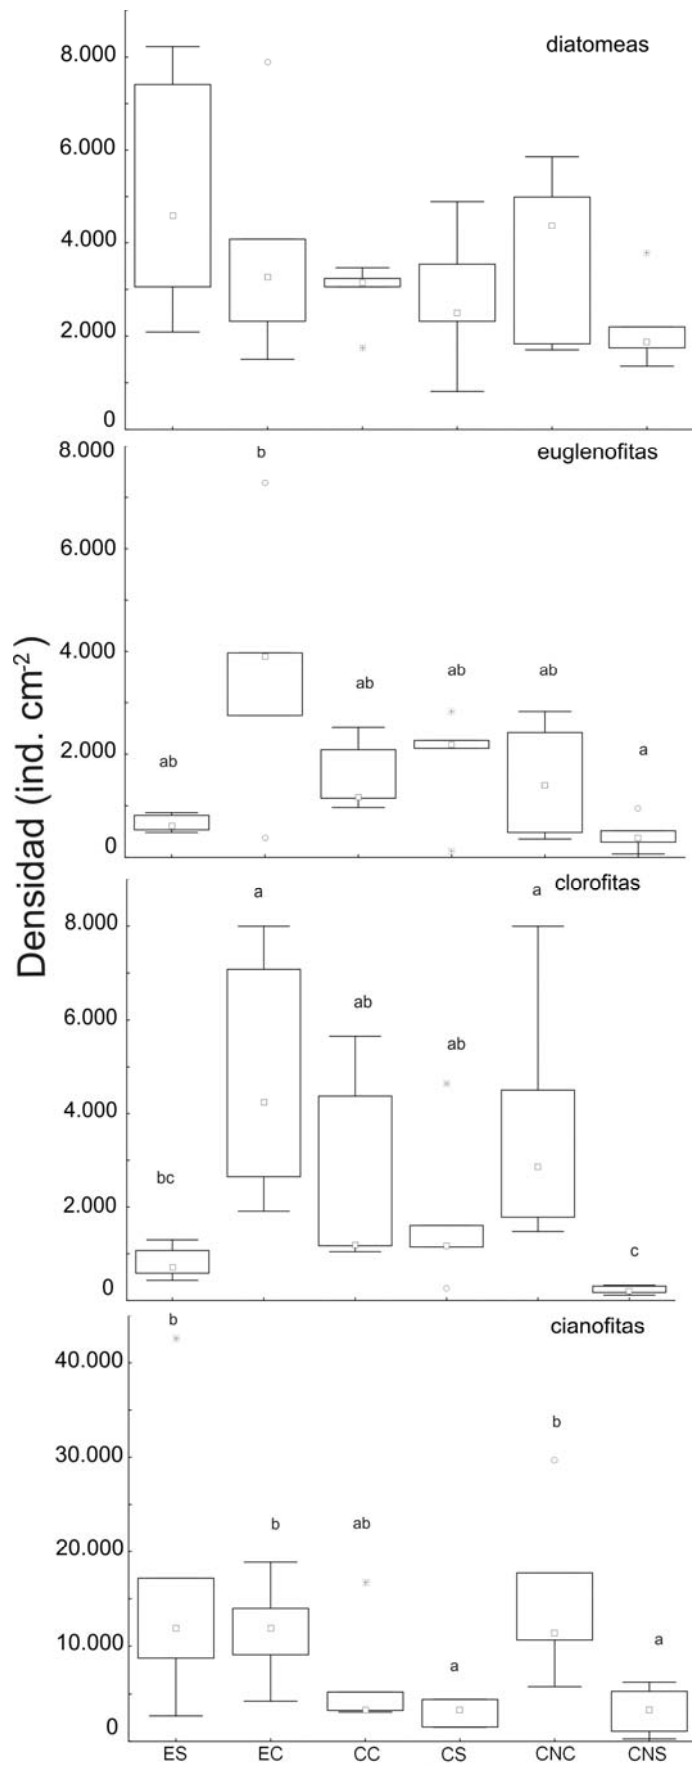 Densidad (ind. cm-2)
diatomeas
8.000
6.000
4.000
2.000
0
euglenofitas
8.000
6.000
4.000
2.000
0
ab
b
ab
ab
ab
a
clorofitas
8.000
6.000
4.000
2.000
0
bc
a
ab
ab
a
c
cianofitas
40.000
30.000
20.000
10.000
0
b
b
ab
a
b
a
ES EC CC CS CNC CNS